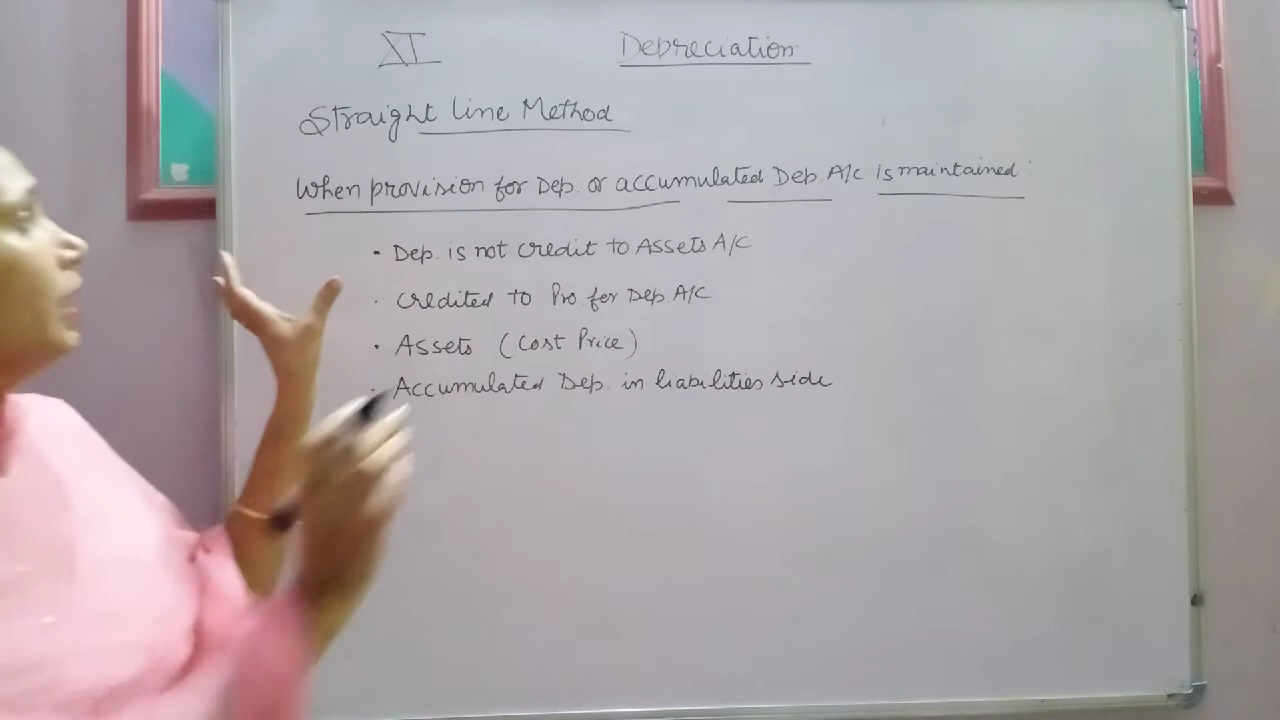 XI Depreciation
Straight line Method
When provision for Dep. or accumulated Dep. A/c is maintained :
• Dep. is not credit to Assets A/C
• credited to Pro for Dep. A/C
• Assets (Cost Price)
• Accumulated Dep. in liabilities side